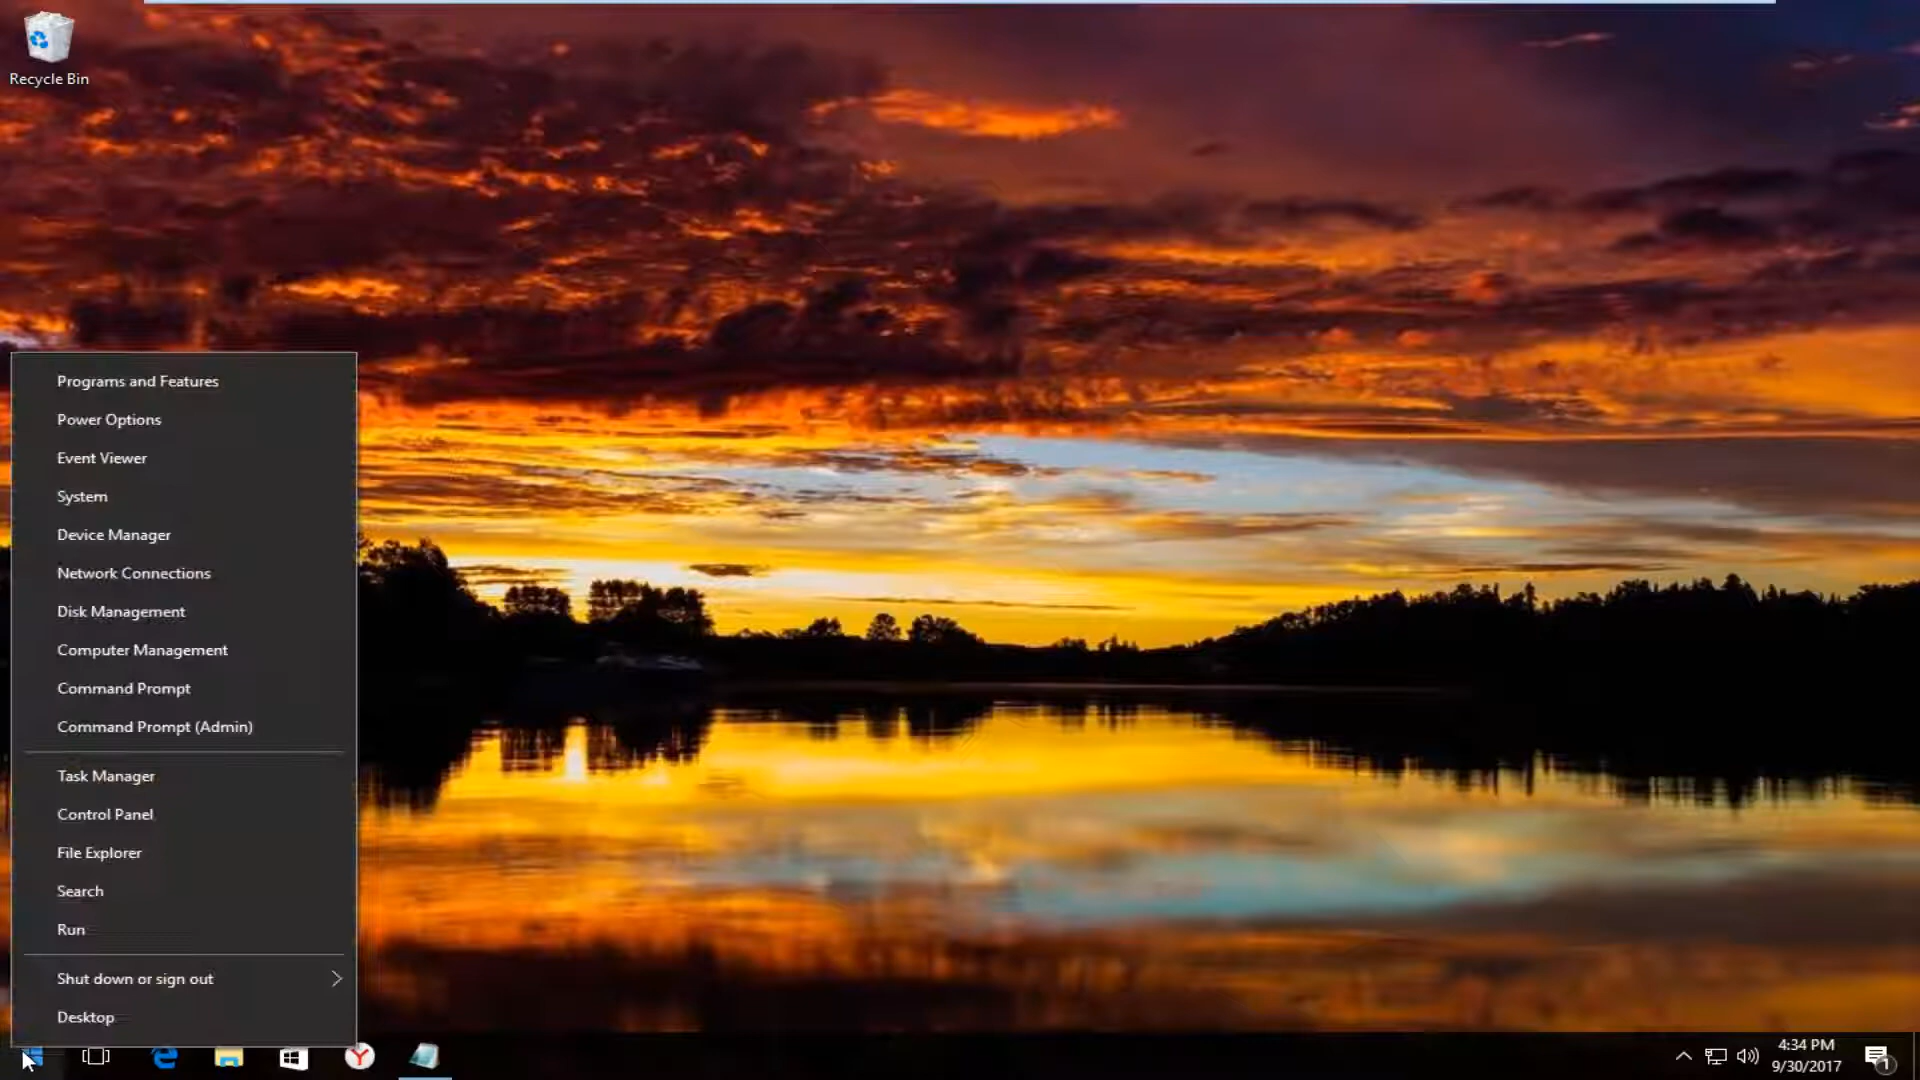 Recycle Bin
Programs and Features
Power Options
Event Viewer
System
Device Manager
Network Connections
Disk Management
Computer Management
Command Prompt
Command Prompt (Admin)
Task Manager
Control Panel
File Explorer
Search
Run
Shut down or sign out
Desktop
4:34 PM
9/30/2017
1